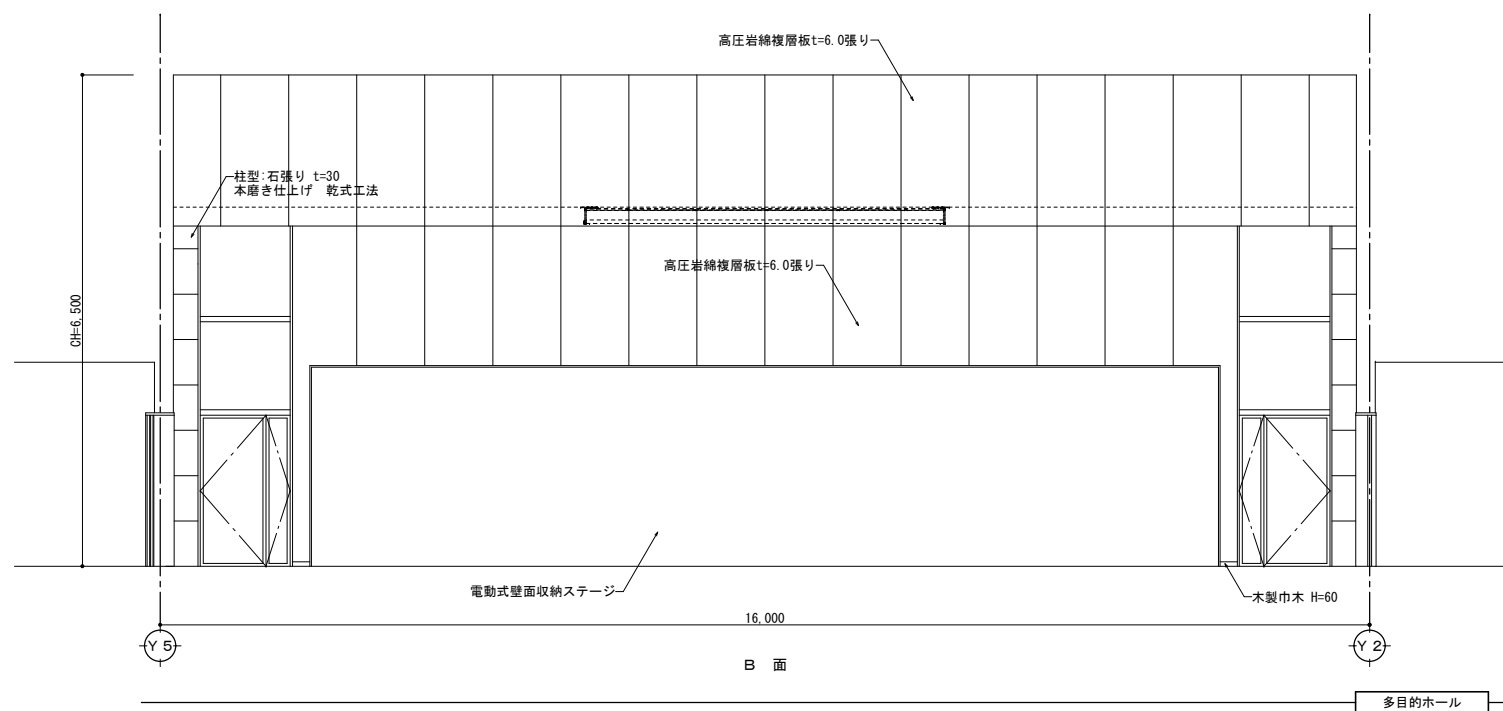 高圧岩綿複層板t=6.0張り
柱型:石張り t=30
本磨き仕上げ 乾式工法
高圧岩綿複層板t=6.0張り
CH=6,500
電動式壁面収納ステージ
木製巾木 H=60
16,000
Y 5
Y 2
B 面
多目的ホール